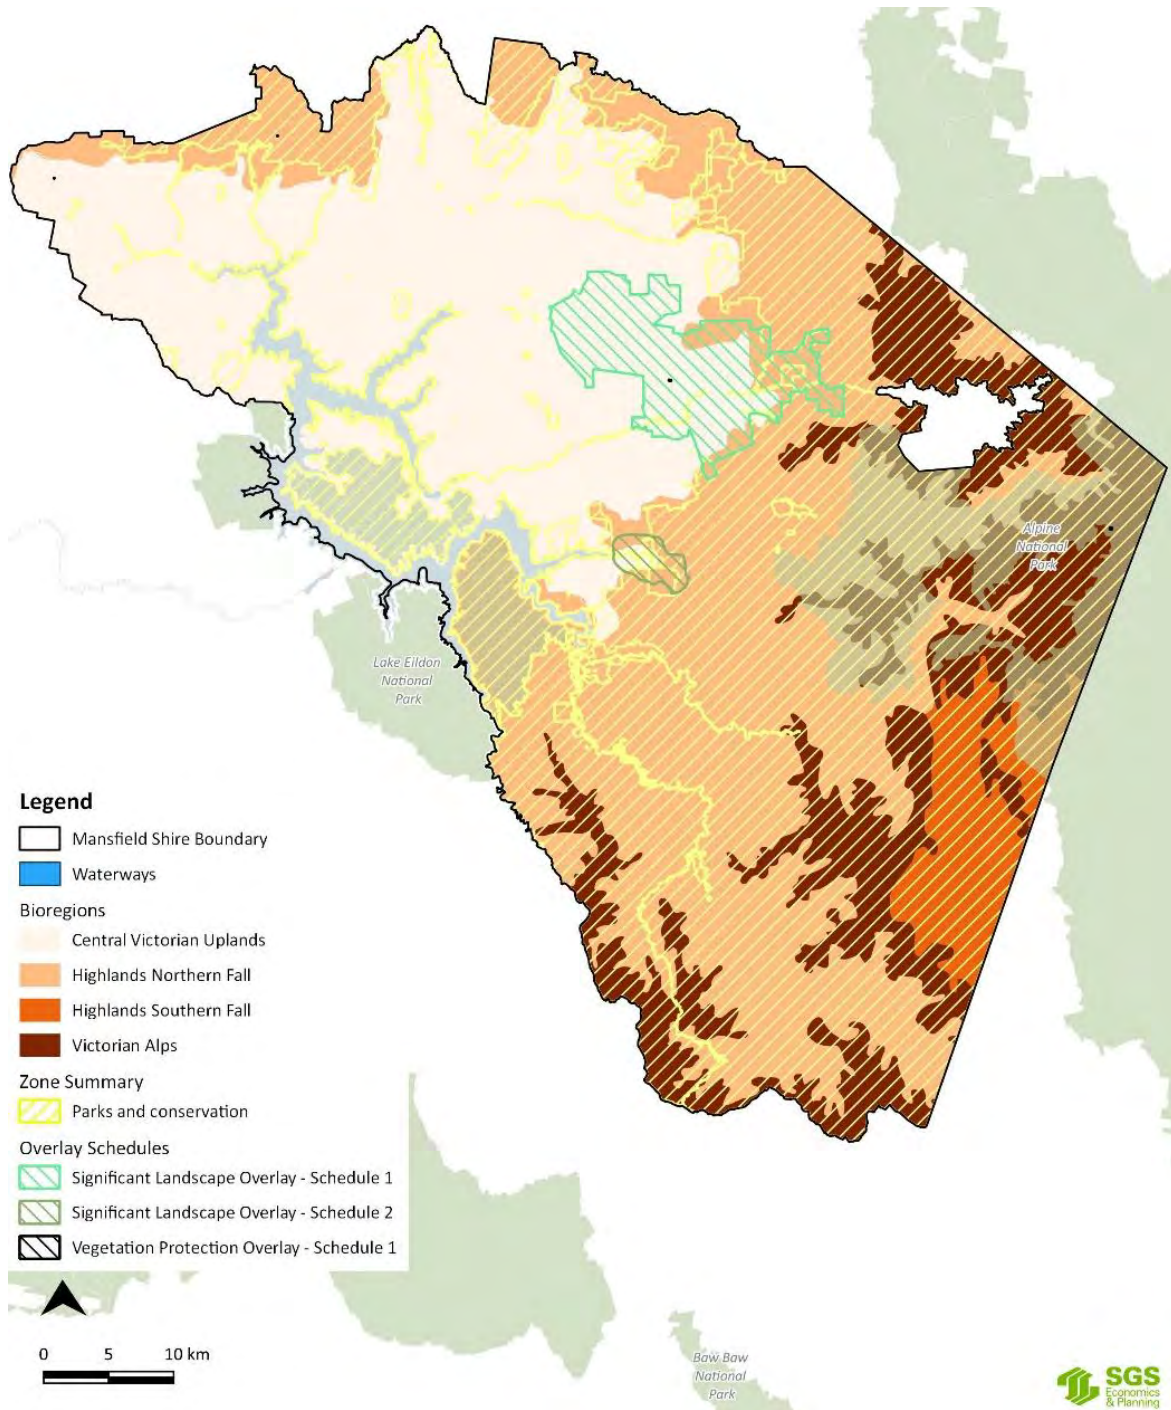 Alpine
National
Park
Lake Eildon
National
Park
Legend
Mansfield Shire Boundary
Waterways
Bioregions
Central Victorian Uplands
Highlands Northern Fall
Highlands Southern Fall
Victorian Alps
Zone Summary
Parks and conservation
Overlay Schedules
Significant Landscape Overlay - Schedule 1
Significant Landscape Overlay - Schedule 2
Vegetation Protection Overlay - Schedule 1
0 5 10 km
Baw Baw
National
Park
SGS
Economics
& Planning